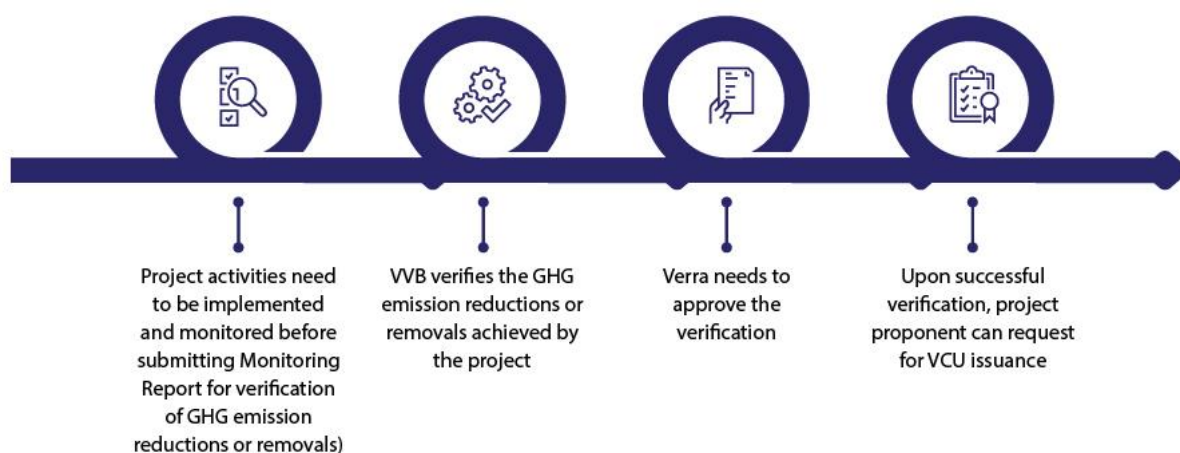 Project activities need
to be implemented
and monitored before
submitting Monitoring
Report for verification
of GHG emission
reductions or removals)
VVB verifies the GHG
emission reductions or
removals achieved by
the project
Verra needs to
approve the
verification
Upon successful
verification, project
proponent can request
for VCU issuance